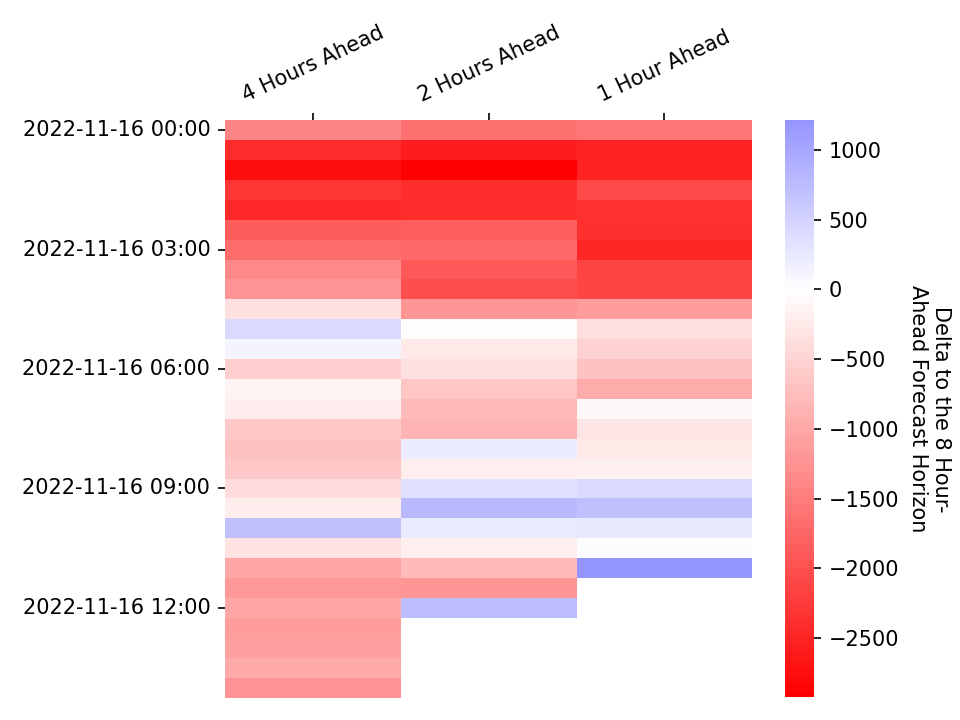 4 Hours Ahead
2 Hours Ahead
1 Hour Ahead
2022-11-16 00:00
2022-11-16 03:00
2022-11-16 06:00
2022-11-16 09:00
2022-11-16 12:00
1000
500
0
−500
−1000
−1500
−2000
−2500
Delta to the 8 Hour-
Ahead Forecast Horizon